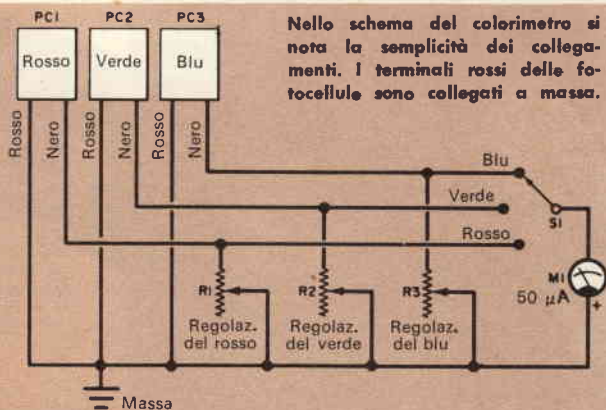 PC1 PC2 PC3
Nello schema del colorimetro si
nota la semplicità dei collega-
menti. I terminali rossi delle fo-
tocellule sono collegati a massa.
Rosso Verde Blu
Rosso Nero Rosso Nero Rosso Nero
Blu
Verde
Rosso
S1
R1 R2 R3
M1
50 µA
+
Regolaz. Regolaz. Regolaz.
del rosso del verde del blu
Massa